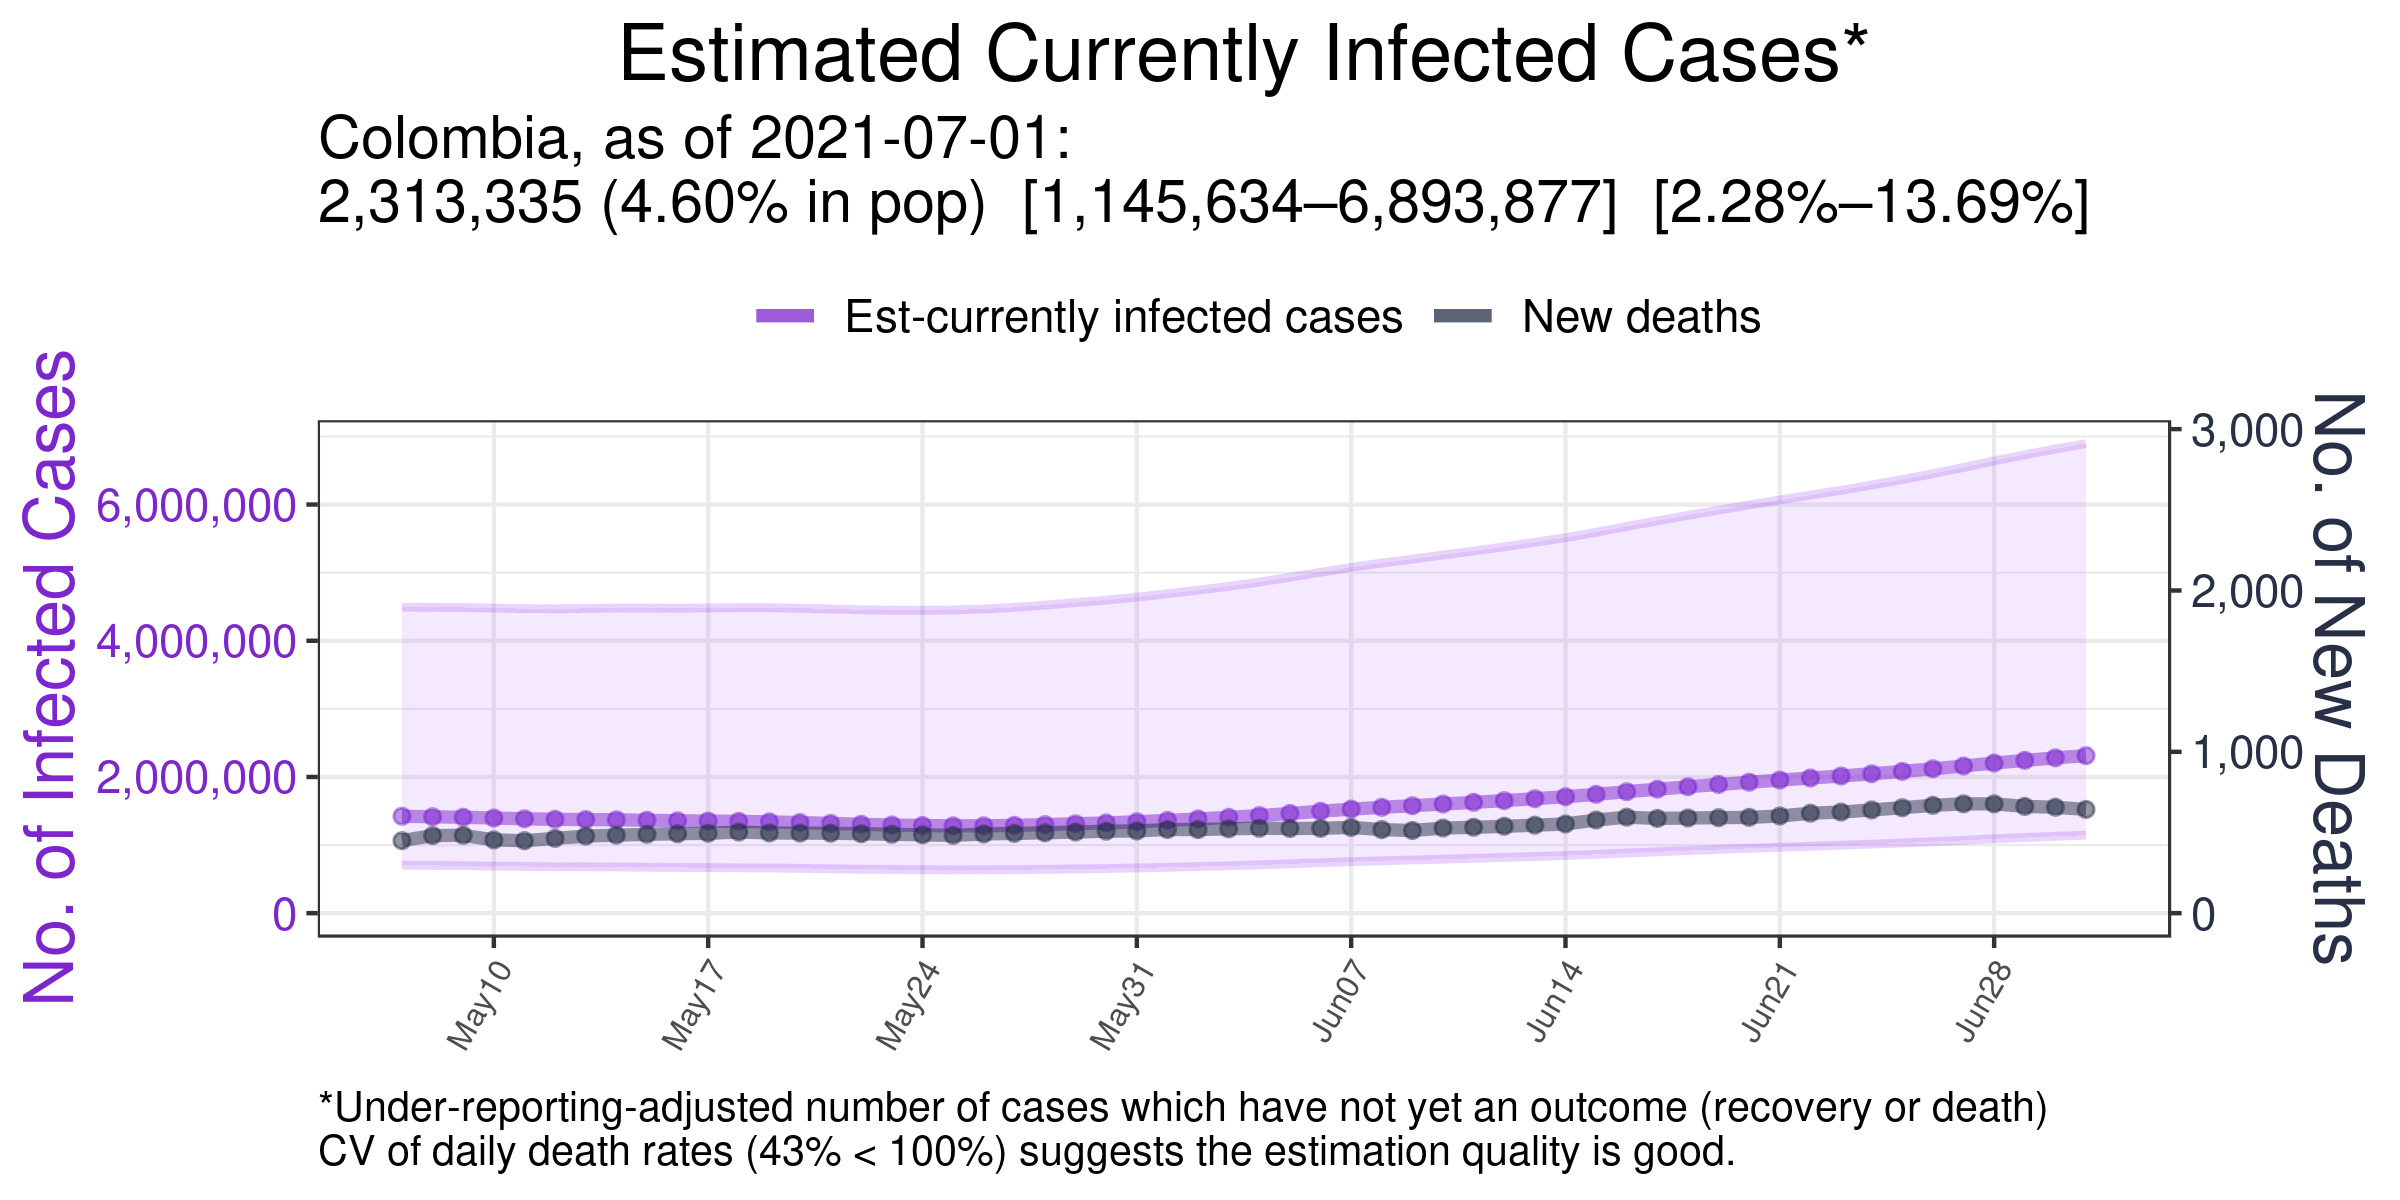 Estimated Currently Infected Cases*
Colombia, as of 2021-07-01:
2,313,335 (4.60% in pop) [1,145,634–6,893,877] [2.28%–13.69%]
Est-currently infected cases
New deaths
No. of Infected Cases
6,000,000
4,000,000
2,000,000
0
3,000
2,000
1,000
0
No. of New Deaths
May10
May17
May24
May31
Jun07
Jun14
Jun21
Jun28
*Under-reporting-adjusted number of cases which have not yet an outcome (recovery or death)
CV of daily death rates (43% < 100%) suggests the estimation quality is good.